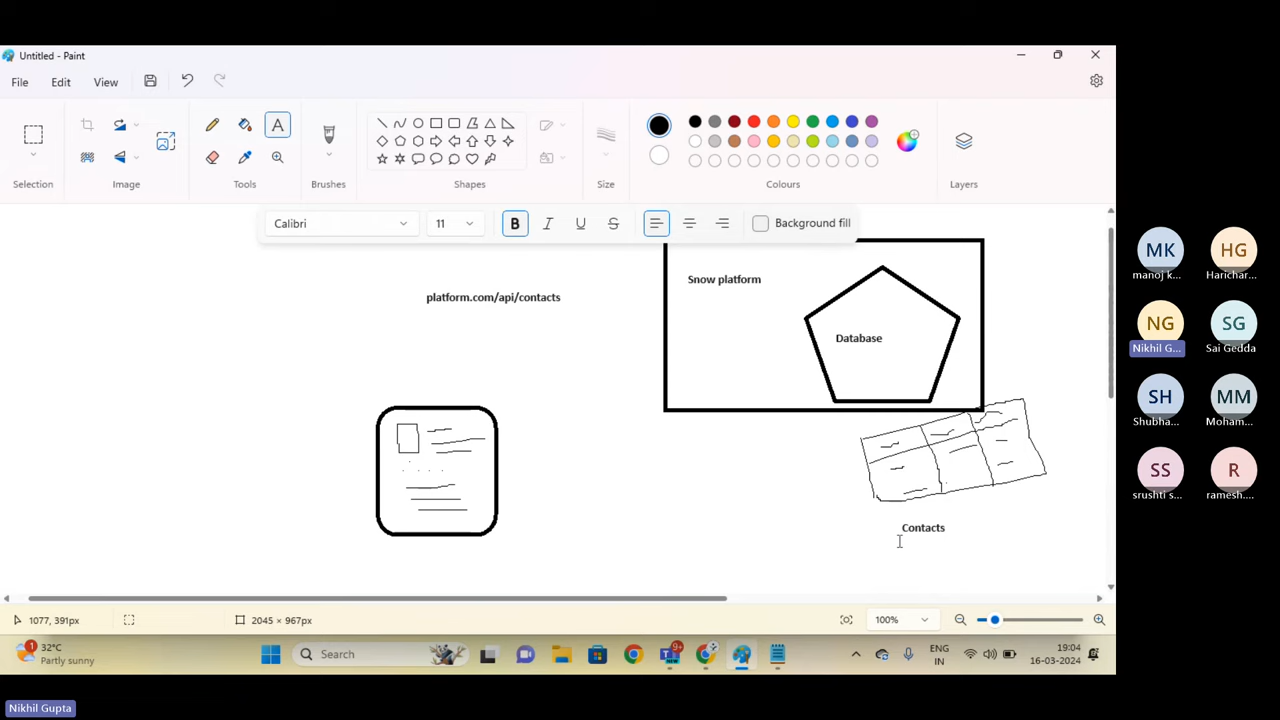 Untitled - Paint
File Edit View
Selection Image Tools Brushes Shapes Size Colours Layers
Calibri 11 B I U S Background fill
Snow platform
platform.com/api/contacts
Database
Contacts
1077, 391px 2045 × 967px 100%
1 32°C
Partly sunny
Search
9+
NEW
ENG
IN
19:04
16-03-2024
MK HG
manoj k... Harichar...
NG SG
Nikhil G... Sai Gedda
SH MM
Shubha... Moham...
SS R
srushti s... ramesh....
Nikhil Gupta